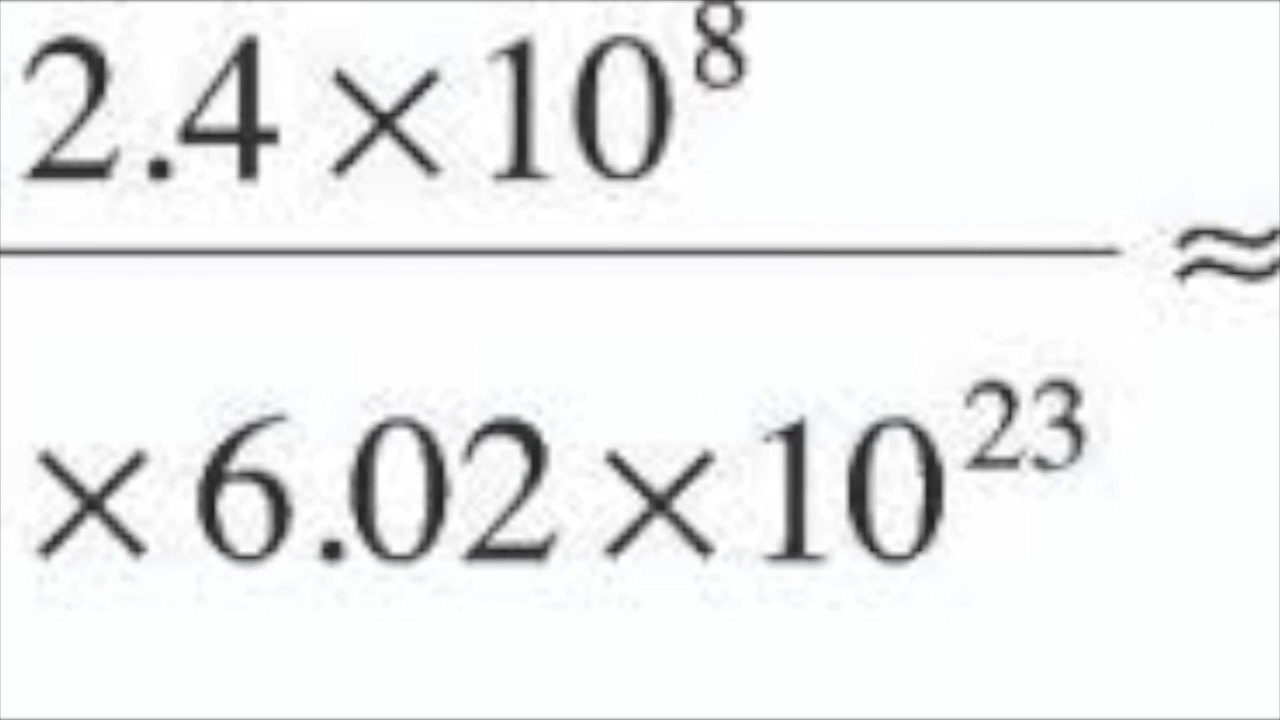 2.4 × 10⁸
≈
× 6.02 × 10²³